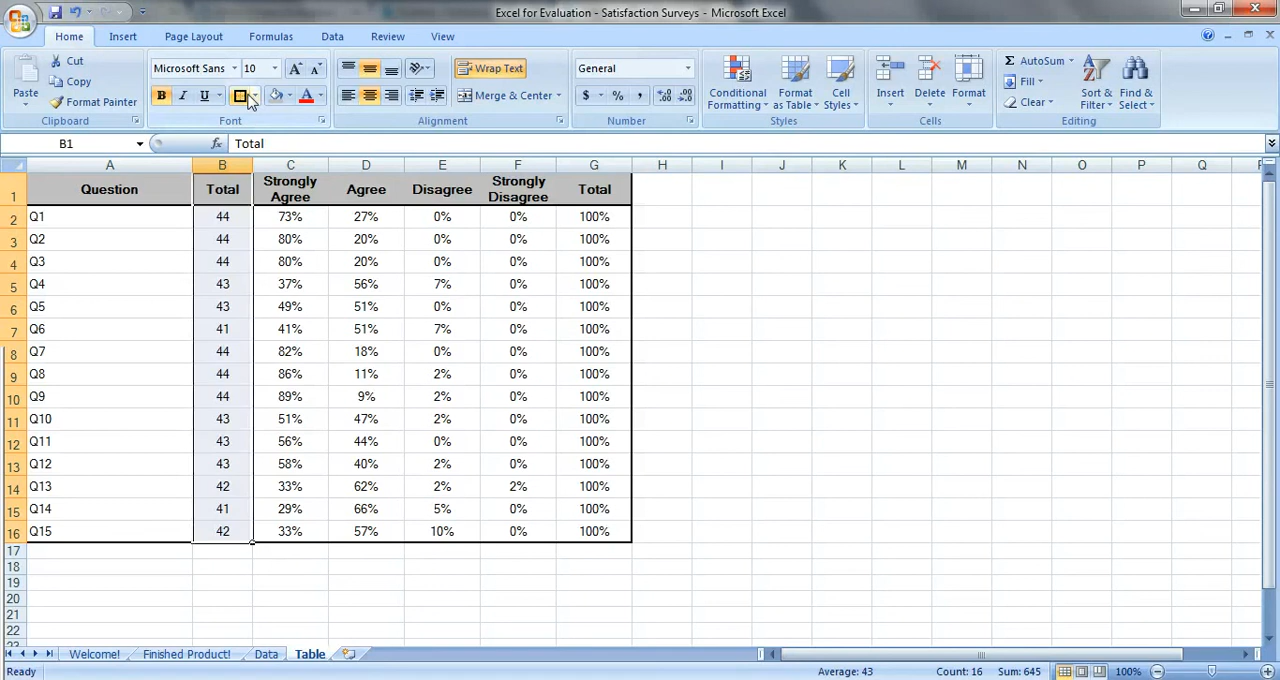 Excel for Evaluation - Satisfaction Surveys - Microsoft Excel
Home Insert Page Layout Formulas Data Review View
Paste
Cut
Copy
Format Painter
Clipboard
Microsoft Sans 10
B I U A
Font
Wrap Text
Merge & Center
Alignment
General
$ % ,
Number
Conditional Formatting
Format as Table
Cell Styles
Styles
Insert Delete Format
Cells
Σ AutoSum
Fill
Clear
Sort & Filter
Find & Select
Editing
B1 fx Total
A B C D E F G H I J K L M N O P Q
1 Question Total Strongly Agree Agree Disagree Strongly Disagree Total
2 Q1 44 73% 27% 0% 0% 100%
3 Q2 44 80% 20% 0% 0% 100%
4 Q3 44 80% 20% 0% 0% 100%
5 Q4 43 37% 56% 7% 0% 100%
6 Q5 43 49% 51% 0% 0% 100%
7 Q6 41 41% 51% 7% 0% 100%
8 Q7 44 82% 18% 0% 0% 100%
9 Q8 44 86% 11% 2% 0% 100%
10 Q9 44 89% 9% 2% 0% 100%
11 Q10 43 51% 47% 2% 0% 100%
12 Q11 43 56% 44% 0% 0% 100%
13 Q12 43 58% 40% 2% 0% 100%
14 Q13 42 33% 62% 2% 2% 100%
15 Q14 41 29% 66% 5% 0% 100%
16 Q15 42 33% 57% 10% 0% 100%
17
18
19
20
21
22
23
Welcome! Finished Product! Data Table
Ready Average: 43 Count: 16 Sum: 645 100%